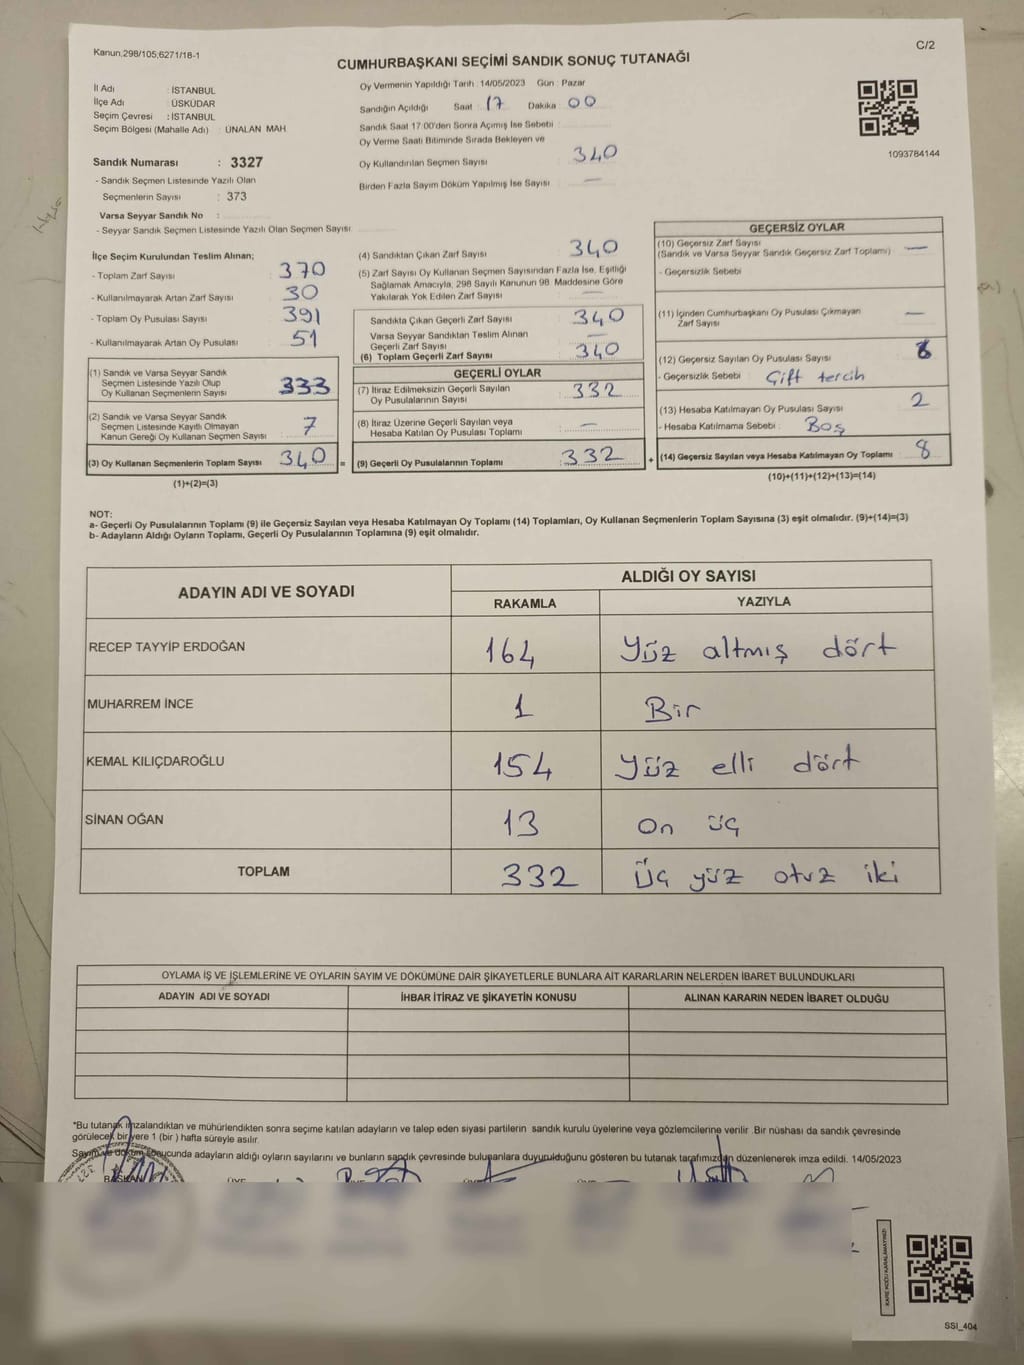 Kanun,298/105;6271/18-1
C/2
CUMHURBAŞKANI SEÇİMİ SANDIK SONUÇ TUTANAĞI
İl Adı : İSTANBUL
İlçe Adı : ÜSKÜDAR
Seçim Çevresi : İSTANBUL
Seçim Bölgesi (Mahalle Adı) : ÜNALAN MAH.
Sandık Numarası : 3327
- Sandık Seçmen Listesinde Yazılı Olan
Seçmenlerin Sayısı : 373
Varsa Seyyar Sandık No :
- Seyyar Sandık Seçmen Listesinde Yazılı Olan Seçmen Sayısı
Oy Vermenin Yapıldığı Tarih : 14/05/2023 Gün : Pazar
Sandığın Açıldığı Saat 17 Dakika 00
Sandık Saat 17:00'den Sonra Açımış İse Sebebi
Oy Verme Saati Bitiminde Sırada Bekleyen ve
Oy Kullandırılan Seçmen Sayısı 340
Birden Fazla Sayım Döküm Yapılmış İse Sayısı —
1093784144
İlçe Seçim Kurulundan Teslim Alınan;
- Toplam Zarf Sayısı 370
- Kullanılmayarak Artan Zarf Sayısı 30
- Toplam Oy Pusulası Sayısı 391
- Kullanılmayarak Artan Oy Pusulası 51
(1) Sandık ve Varsa Seyyar Sandık
Seçmen Listesinde Yazılı Olup
Oy Kullanan Seçmenlerin Sayısı 333
(2) Sandık ve Varsa Seyyar Sandık
Seçmen Listesinde Kayıtlı Olmayan
Kanun Gereği Oy Kullanan Seçmen Sayısı 7
(3) Oy Kullanan Seçmenlerin Toplam Sayısı 340 =
(1)+(2)=(3)
(4) Sandıktan Çıkan Zarf Sayısı 340
(5) Zarf Sayısı Oy Kullanan Seçmen Sayısından Fazla İse, Eşitliği
Sağlamak Amacıyla, 298 Sayılı Kanunun 98. Maddesine Göre
Yakılarak Yok Edilen Zarf Sayısı —
Sandıkta Çıkan Geçerli Zarf Sayısı 340
Varsa Seyyar Sandıktan Teslim Alınan
Geçerli Zarf Sayısı —
(6) Toplam Geçerli Zarf Sayısı 340
GEÇERLİ OYLAR
(7) İtiraz Edilmeksizin Geçerli Sayılan
Oy Pusulalarının Sayısı 332
(8) İtiraz Üzerine Geçerli Sayılan veya
Hesaba Katılan Oy Pusulası Toplamı —
(9) Geçerli Oy Pusulalarının Toplamı 332 +
GEÇERSİZ OYLAR
(10) Geçersiz Zarf Sayısı
(Sandık ve Varsa Seyyar Sandık Geçersiz Zarf Toplamı) —
- Geçersizlik Sebebi
(11) İçinden Cumhurbaşkanı Oy Pusulası Çıkmayan
Zarf Sayısı —
(12) Geçersiz Sayılan Oy Pusulası Sayısı 6
- Geçersizlik Sebebi : Çift tercih
(13) Hesaba Katılmayan Oy Pusulası Sayısı 2
- Hesaba Katılmama Sebebi : Boş
(14) Geçersiz Sayılan veya Hesaba Katılmayan Oy Toplamı 8
(10)+(11)+(12)+(13)=(14)
NOT:
a- Geçerli Oy Pusulalarının Toplamı (9) ile Geçersiz Sayılan veya Hesaba Katılmayan Oy Toplamı (14) Toplamları, Oy Kullanan Seçmenlerin Toplam Sayısına (3) eşit olmalıdır. (9)+(14)=(3)
b- Adayların Aldığı Oyların Toplamı, Geçerli Oy Pusulalarının Toplamına (9) eşit olmalıdır.
ADAYIN ADI VE SOYADI ALDIĞI OY SAYISI
RAKAMLA YAZIYLA
RECEP TAYYİP ERDOĞAN 164 Yüz altmış dört
MUHARREM İNCE 1 Bir
KEMAL KILIÇDAROĞLU 154 Yüz elli dört
SİNAN OĞAN 13 On üç
TOPLAM 332 Üç yüz otuz iki
OYLAMA İŞ VE İŞLEMLERİNE VE OYLARIN SAYIM VE DÖKÜMÜNE DAİR ŞİKAYETLERLE BUNLARA AİT KARARLARIN NELERDEN İBARET BULUNDUKLARI
ADAYIN ADI VE SOYADI İHBAR İTİRAZ VE ŞİKAYETİN KONUSU ALINAN KARARIN NEDEN İBARET OLDUĞU
*Bu tutanak imzalandıktan ve mühürlendikten sonra seçime katılan adayların ve talep eden siyasi partilerin sandık kurulu üyelerine veya gözlemcilerine verilir .Bir nüshası da sandık çevresinde
görülecek bir yere 1 (bir ) hafta süreyle asılır.
Sayım ve döküm sonucunda adayların aldığı oyların sayılarını ve bunların sandık çevresinde bulunanlara duyurulduğunu gösteren bu tutanak tarafımızdan düzenlenerek imza edildi. 14/05/2023
BAŞKAN
KARE KODU KARALAMAYINIZ!
SSI_404